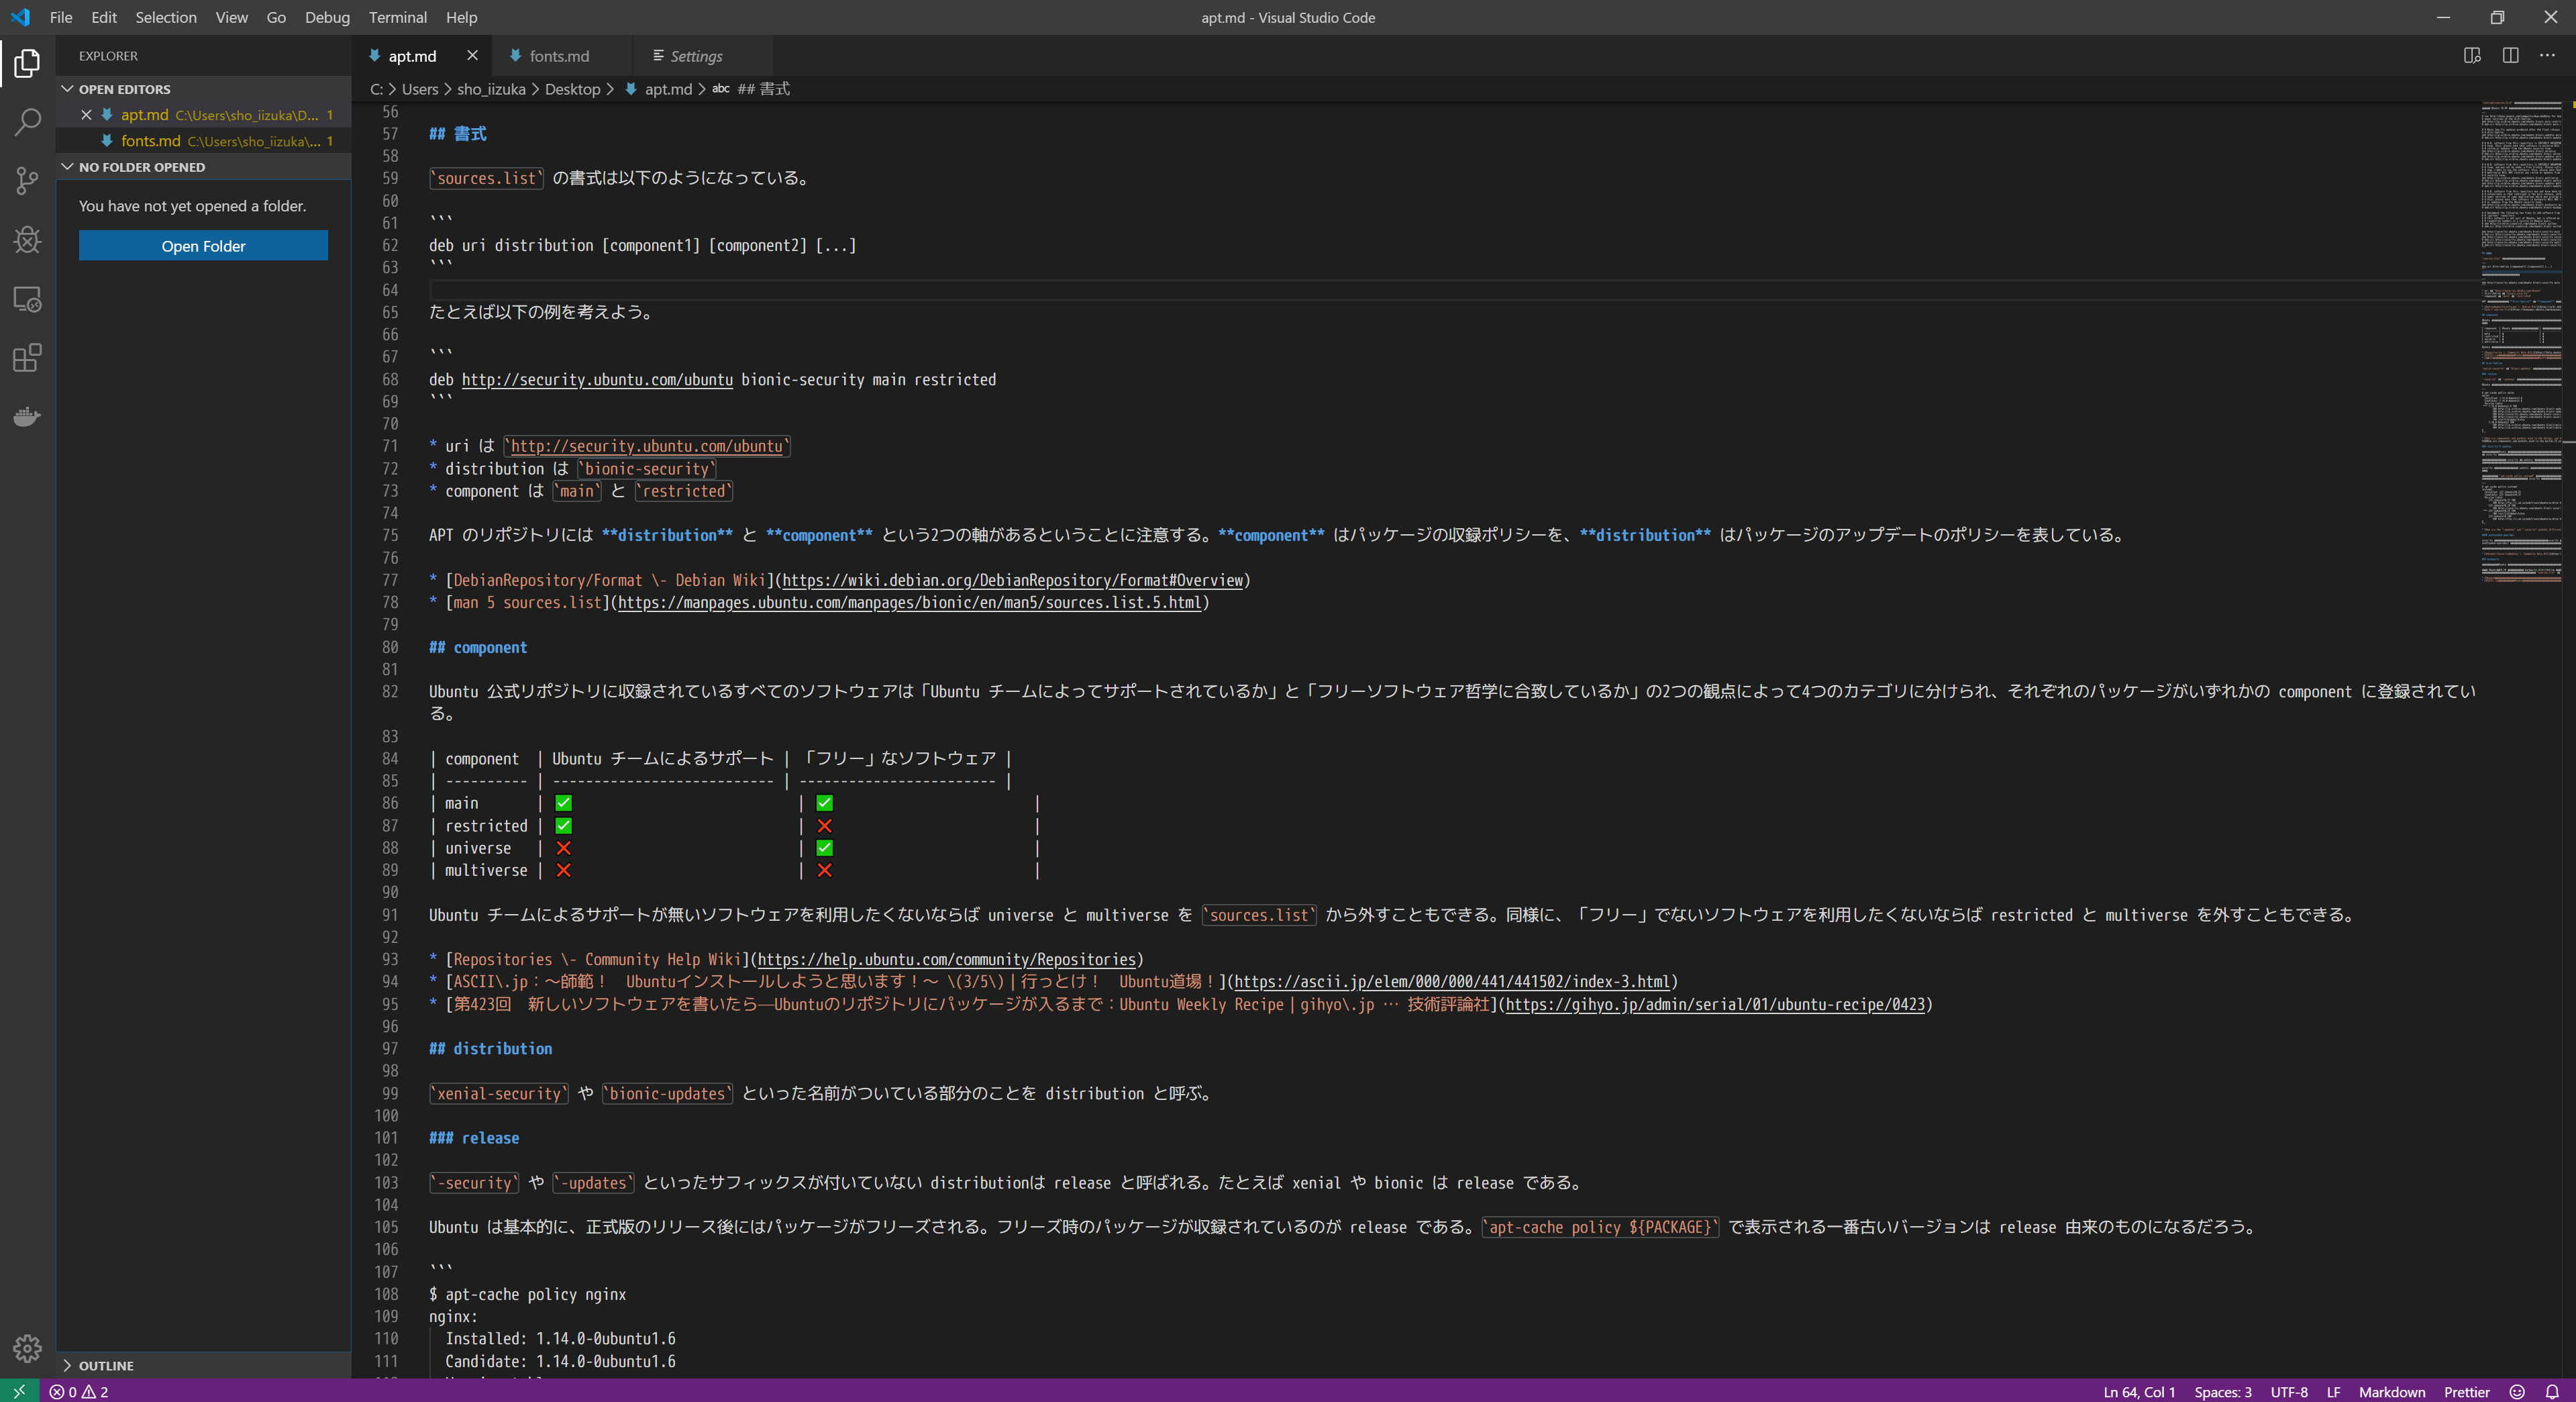 File Edit Selection View Go Debug Terminal Help
apt.md - Visual Studio Code
EXPLORER
OPEN EDITORS
apt.md C:\Users\sho_iizuka\D... 1
fonts.md C:\Users\sho_iizuka\... 1
NO FOLDER OPENED
You have not yet opened a folder.
Open Folder
OUTLINE
apt.md fonts.md Settings
C: > Users > sho_iizuka > Desktop > apt.md > abc ## 書式
56
57 ## 書式
58
59 `sources.list` の書式は以下のようになっている。
60
61 ```
62 deb uri distribution [component1] [component2] [...]
63 ```
64
65 たとえば以下の例を考えよう。
66
67 ```
68 deb http://security.ubuntu.com/ubuntu bionic-security main restricted
69 ```
70
71 * uri は `http://security.ubuntu.com/ubuntu`
72 * distribution は `bionic-security`
73 * component は `main` と `restricted`
74
75 APT のリポジトリには **distribution** と **component** という2つの軸があるということに注意する。**component** はパッケージの収録ポリシーを、**distribution** はパッケージのアップデートのポリシーを表している。
76
77 * [DebianRepository/Format \- Debian Wiki](https://wiki.debian.org/DebianRepository/Format#Overview)
78 * [man 5 sources.list](https://manpages.ubuntu.com/manpages/bionic/en/man5/sources.list.5.html)
79
80 ## component
81
82 Ubuntu 公式リポジトリに収録されているすべてのソフトウェアは「Ubuntu チームによってサポートされているか」と「フリーソフトウェア哲学に合致しているか」の2つの観点によって4つのカテゴリに分けられ、それぞれのパッケージがいずれかの component に登録されてい
る。
83
84 | component | Ubuntu チームによるサポート | 「フリー」なソフトウェア |
85 | ---------- | --------------------------- | ------------------------ |
86 | main | ✅ | ✅ |
87 | restricted | ✅ | ❌ |
88 | universe | ❌ | ✅ |
89 | multiverse | ❌ | ❌ |
90
91 Ubuntu チームによるサポートが無いソフトウェアを利用したくないならば universe と multiverse を `sources.list` から外すこともできる。同様に、「フリー」でないソフトウェアを利用したくないならば restricted と multiverse を外すこともできる。
92
93 * [Repositories \- Community Help Wiki](https://help.ubuntu.com/community/Repositories)
94 * [ASCII\.jp：～師範！　Ubuntuインストールしようと思います！～ \(3/5\)｜行っとけ！　Ubuntu道場！](https://ascii.jp/elem/000/000/441/441502/index-3.html)
95 * [第423回　新しいソフトウェアを書いたら―Ubuntuのリポジトリにパッケージが入るまで：Ubuntu Weekly Recipe｜gihyo\.jp … 技術評論社](https://gihyo.jp/admin/serial/01/ubuntu-recipe/0423)
96
97 ## distribution
98
99 `xenial-security` や `bionic-updates` といった名前がついている部分のことを distribution と呼ぶ。
100
101 ### release
102
103 `-security` や `-updates` といったサフィックスが付いていない distributionは release と呼ばれる。たとえば xenial や bionic は release である。
104
105 Ubuntu は基本的に、正式版のリリース後にはパッケージがフリーズされる。フリーズ時のパッケージが収録されているのが release である。`apt-cache policy ${PACKAGE}` で表示される一番古いバージョンは release 由来のものになるだろう。
106
107 ```
108 $ apt-cache policy nginx
109 nginx:
110 Installed: 1.14.0-0ubuntu1.6
111 Candidate: 1.14.0-0ubuntu1.6
0 2
Ln 64, Col 1 Spaces: 3 UTF-8 LF Markdown Prettier